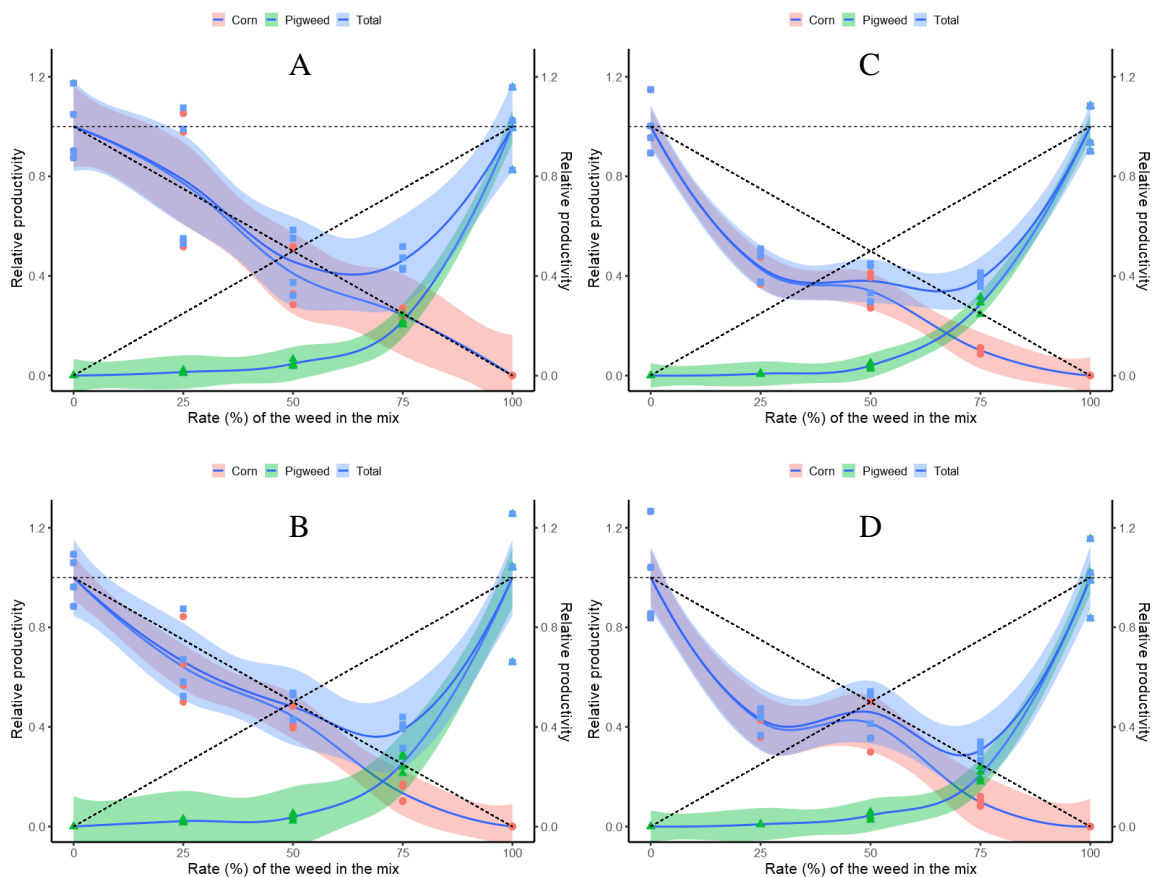 Corn Pigweed Total
A
1.2
0.8
0.4
0.0
1.2
0.8
0.4
0.0
Relative productivity
Relative productivity
0 25 50 75 100
Rate (%) of the weed in the mix
Corn Pigweed Total
C
1.2
0.8
0.4
0.0
1.2
0.8
0.4
0.0
Relative productivity
Relative productivity
0 25 50 75 100
Rate (%) of the weed in the mix
Corn Pigweed Total
B
1.2
0.8
0.4
0.0
1.2
0.8
0.4
0.0
Relative productivity
Relative productivity
0 25 50 75 100
Rate (%) of the weed in the mix
Corn Pigweed Total
D
1.2
0.8
0.4
0.0
1.2
0.8
0.4
0.0
Relative productivity
Relative productivity
0 25 50 75 100
Rate (%) of the weed in the mix